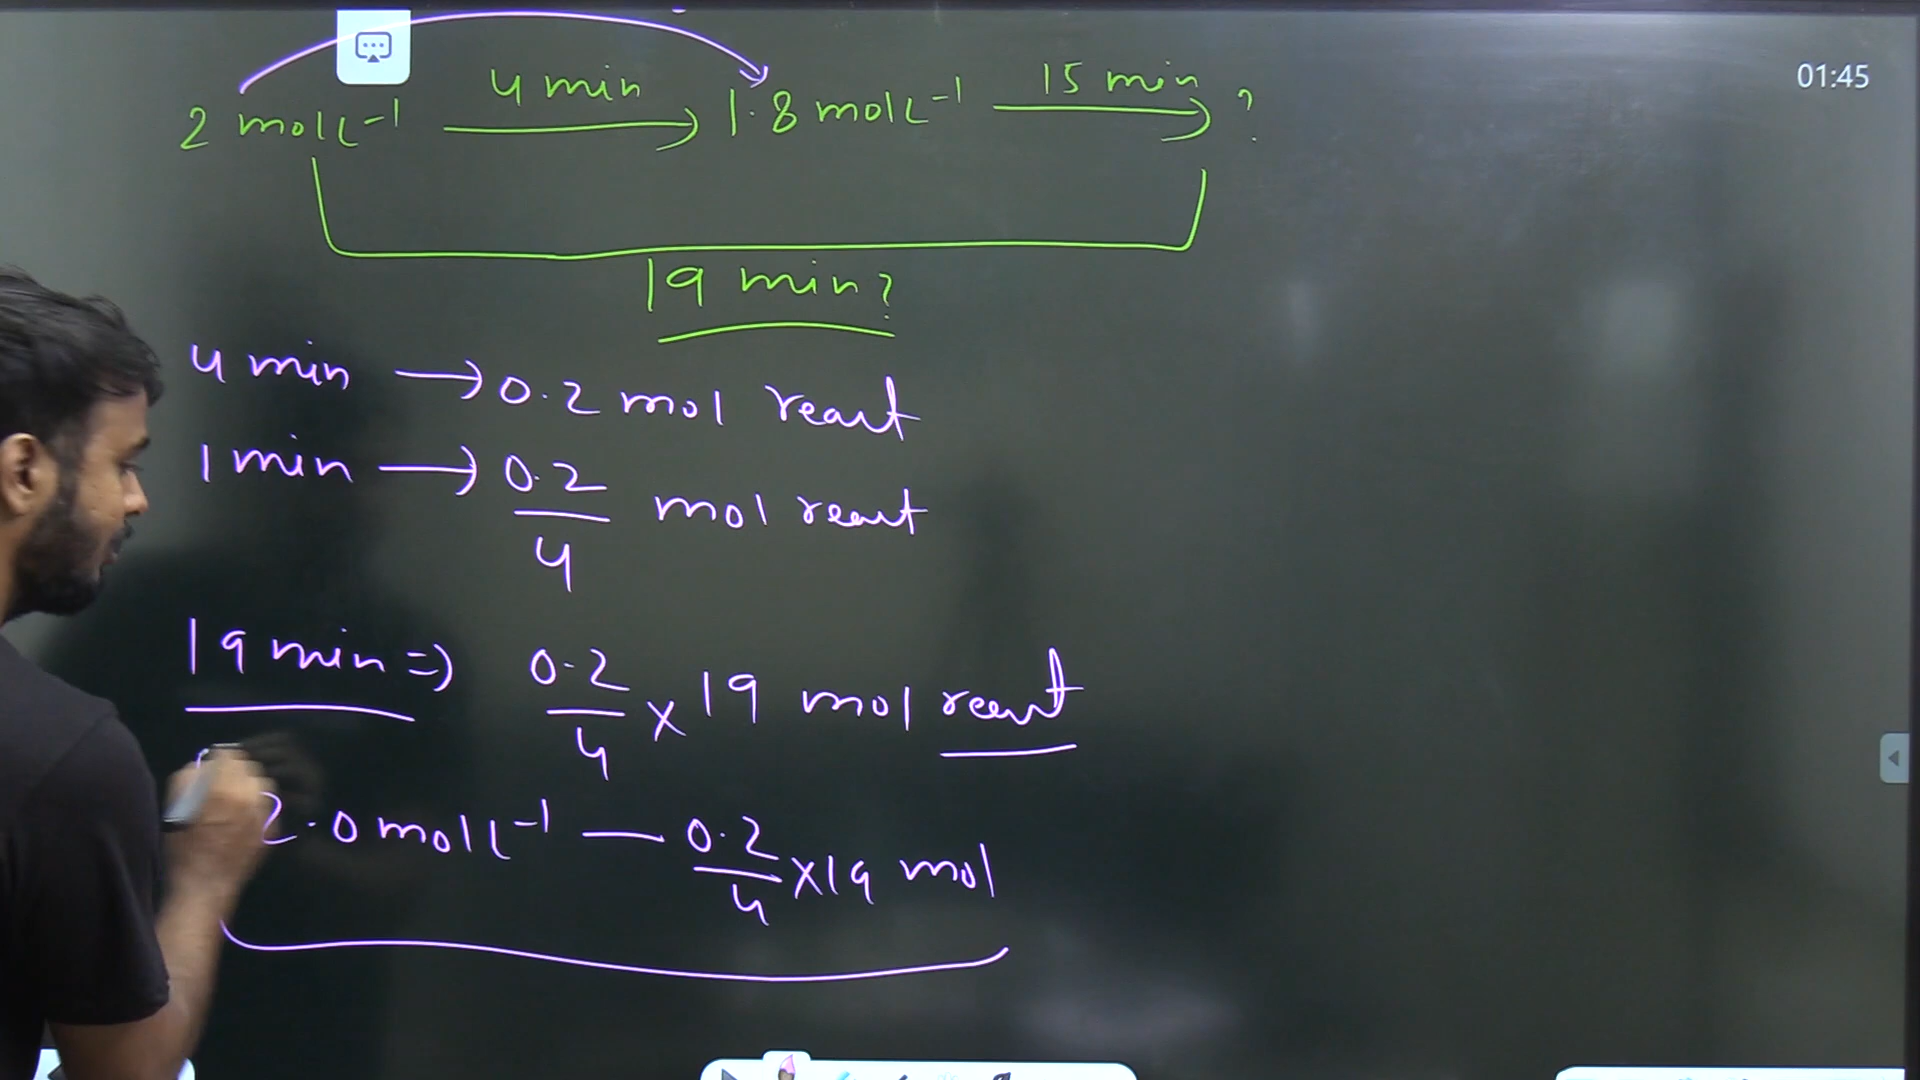 01:45
2 mol L⁻¹ 4 min → 1.8 mol L⁻¹ 15 min → ?
19 min?
4 min → 0.2 mol react
1 min → 0.2/4 mol react
19 min ⇒ 0.2/4 × 19 mol react
2.0 mol L⁻¹ — 0.2/4 × 19 mol